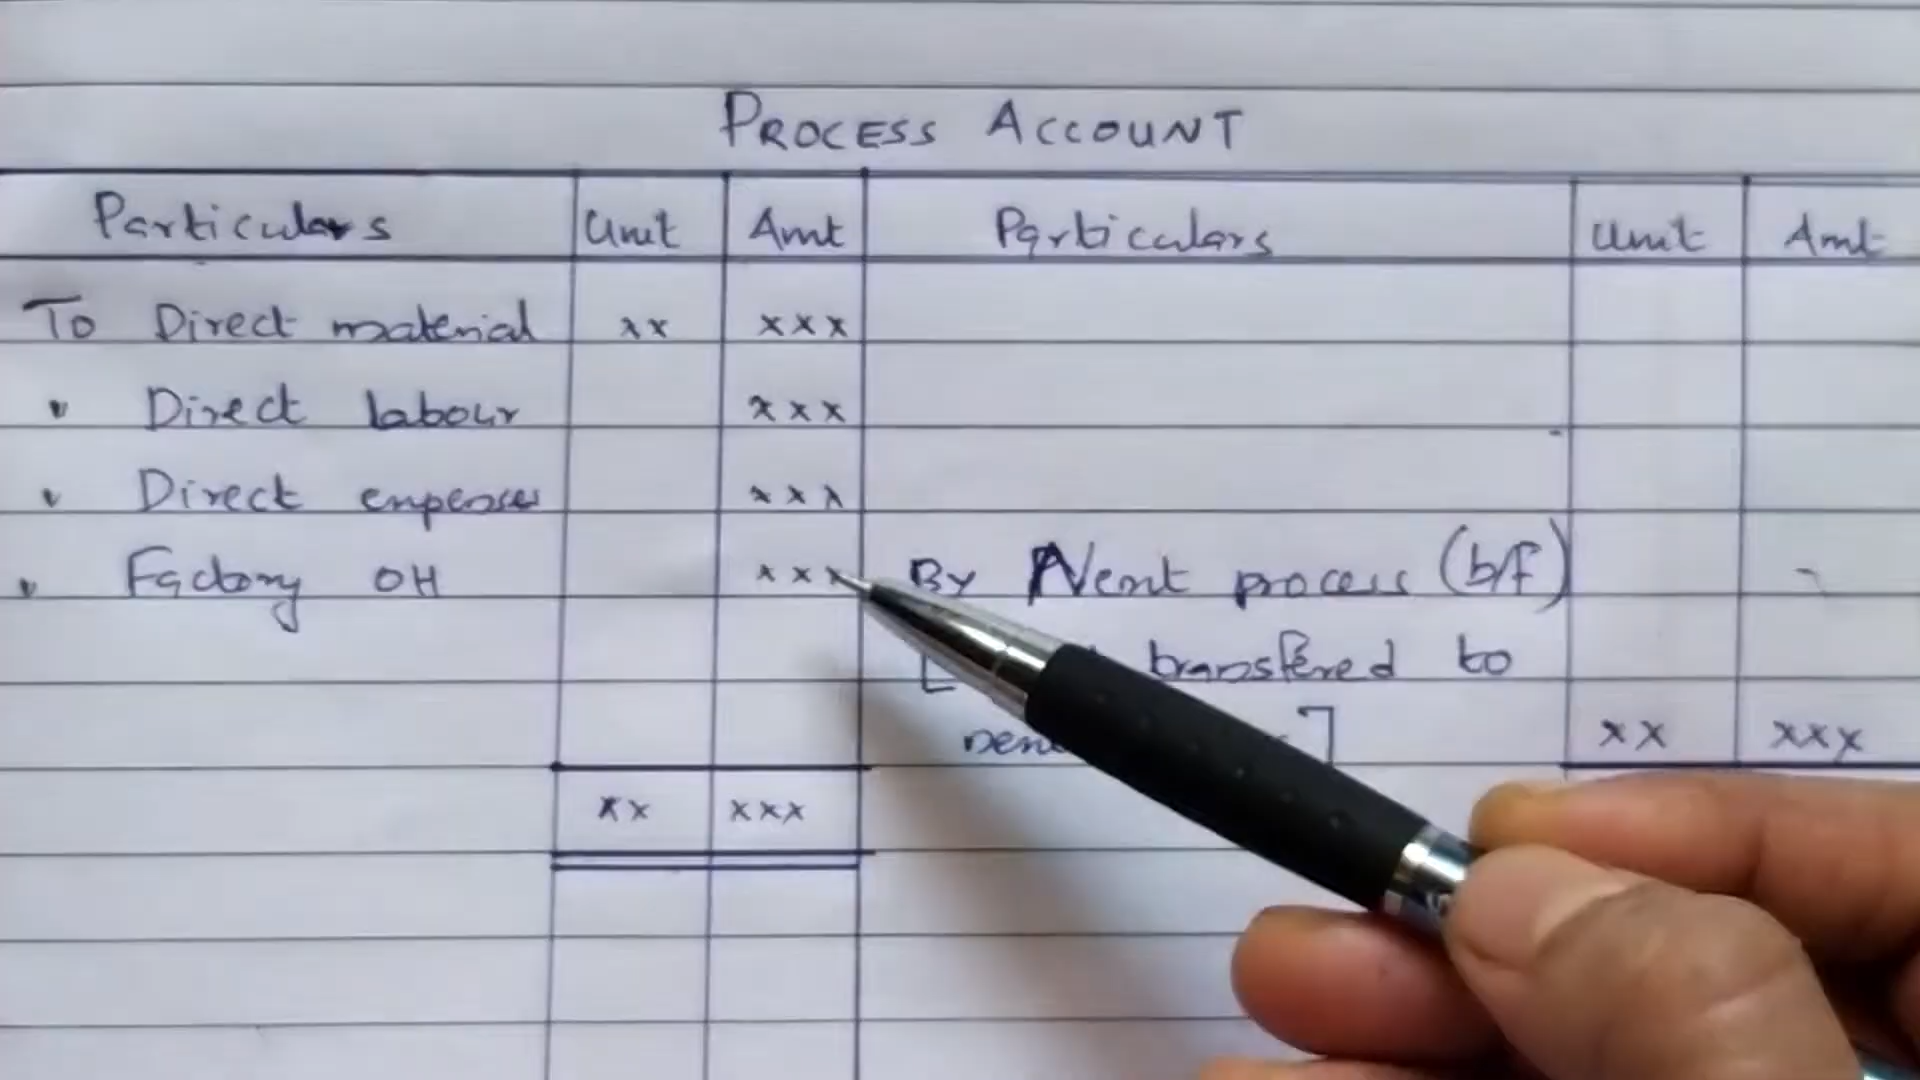 PROCESS ACCOUNT
Particulars Unit Amt Particulars Unit Amt
To Direct material xx xxx
" Direct labour xxx
" Direct expenses xxx
" Factory OH xxx By Next process (b/f)
[ transfered to
] xx xxx
xx xxx